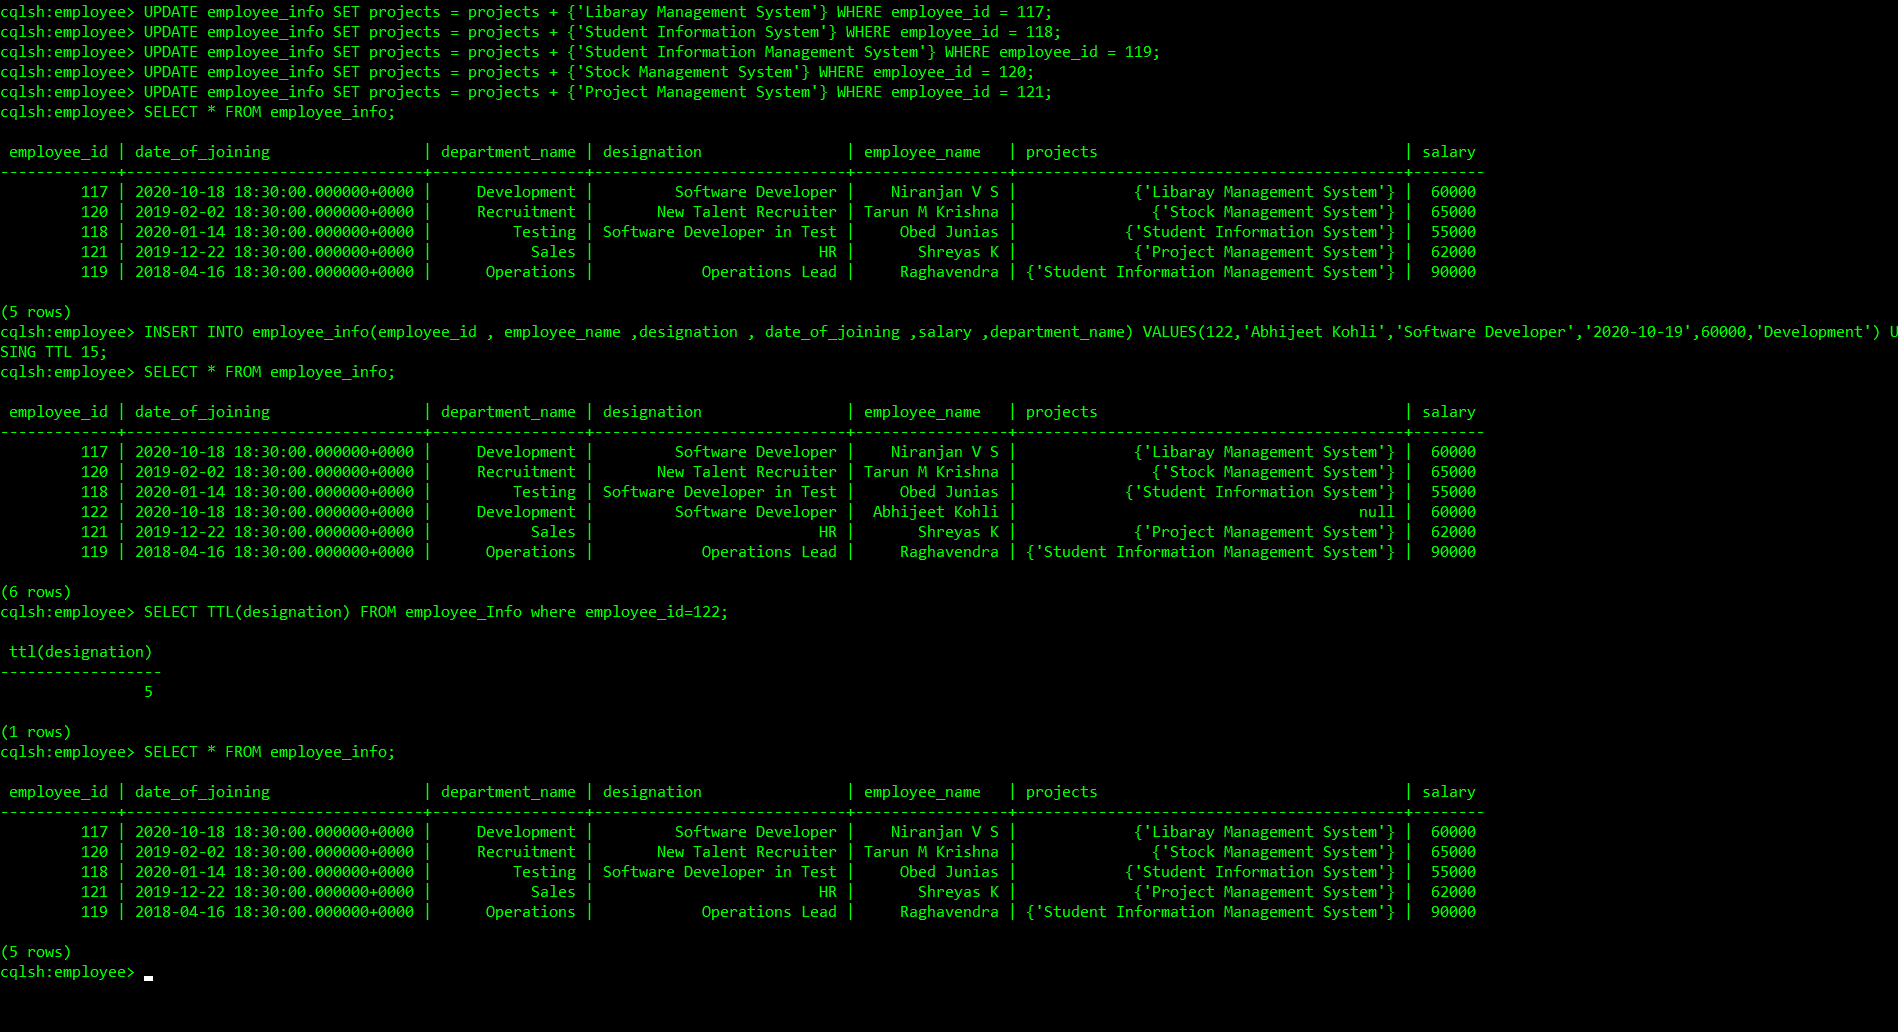 cqlsh:employee> UPDATE employee_info SET projects = projects + {'Libaray Management System'} WHERE employee_id = 117;
cqlsh:employee> UPDATE employee_info SET projects = projects + {'Student Information System'} WHERE employee_id = 118;
cqlsh:employee> UPDATE employee_info SET projects = projects + {'Student Information Management System'} WHERE employee_id = 119;
cqlsh:employee> UPDATE employee_info SET projects = projects + {'Stock Management System'} WHERE employee_id = 120;
cqlsh:employee> UPDATE employee_info SET projects = projects + {'Project Management System'} WHERE employee_id = 121;
cqlsh:employee> SELECT * FROM employee_info;
 employee_id | date_of_joining                 | department_name | designation                | employee_name   | projects                                  | salary
-------------+---------------------------------+-----------------+----------------------------+-----------------+-------------------------------------------+--------
         117 | 2020-10-18 18:30:00.000000+0000 |     Development |         Software Developer |    Niranjan V S |             {'Libaray Management System'} |  60000
         120 | 2019-02-02 18:30:00.000000+0000 |     Recruitment |       New Talent Recruiter | Tarun M Krishna |               {'Stock Management System'} |  65000
         118 | 2020-01-14 18:30:00.000000+0000 |         Testing | Software Developer in Test |     Obed Junias |            {'Student Information System'} |  55000
         121 | 2019-12-22 18:30:00.000000+0000 |           Sales |                         HR |       Shreyas K |             {'Project Management System'} |  62000
         119 | 2018-04-16 18:30:00.000000+0000 |      Operations |            Operations Lead |     Raghavendra | {'Student Information Management System'} |  90000
(5 rows)
cqlsh:employee> INSERT INTO employee_info(employee_id , employee_name ,designation , date_of_joining ,salary ,department_name) VALUES(122,'Abhijeet Kohli','Software Developer','2020-10-19',60000,'Development') U
SING TTL 15;
cqlsh:employee> SELECT * FROM employee_info;
 employee_id | date_of_joining                 | department_name | designation                | employee_name   | projects                                  | salary
-------------+---------------------------------+-----------------+----------------------------+-----------------+-------------------------------------------+--------
         117 | 2020-10-18 18:30:00.000000+0000 |     Development |         Software Developer |    Niranjan V S |             {'Libaray Management System'} |  60000
         120 | 2019-02-02 18:30:00.000000+0000 |     Recruitment |       New Talent Recruiter | Tarun M Krishna |               {'Stock Management System'} |  65000
         118 | 2020-01-14 18:30:00.000000+0000 |         Testing | Software Developer in Test |     Obed Junias |            {'Student Information System'} |  55000
         122 | 2020-10-18 18:30:00.000000+0000 |     Development |         Software Developer |  Abhijeet Kohli |                                      null |  60000
         121 | 2019-12-22 18:30:00.000000+0000 |           Sales |                         HR |       Shreyas K |             {'Project Management System'} |  62000
         119 | 2018-04-16 18:30:00.000000+0000 |      Operations |            Operations Lead |     Raghavendra | {'Student Information Management System'} |  90000
(6 rows)
cqlsh:employee> SELECT TTL(designation) FROM employee_Info where employee_id=122;
 ttl(designation)
------------------
                5
(1 rows)
cqlsh:employee> SELECT * FROM employee_info;
 employee_id | date_of_joining                 | department_name | designation                | employee_name   | projects                                  | salary
-------------+---------------------------------+-----------------+----------------------------+-----------------+-------------------------------------------+--------
         117 | 2020-10-18 18:30:00.000000+0000 |     Development |         Software Developer |    Niranjan V S |             {'Libaray Management System'} |  60000
         120 | 2019-02-02 18:30:00.000000+0000 |     Recruitment |       New Talent Recruiter | Tarun M Krishna |               {'Stock Management System'} |  65000
         118 | 2020-01-14 18:30:00.000000+0000 |         Testing | Software Developer in Test |     Obed Junias |            {'Student Information System'} |  55000
         121 | 2019-12-22 18:30:00.000000+0000 |           Sales |                         HR |       Shreyas K |             {'Project Management System'} |  62000
         119 | 2018-04-16 18:30:00.000000+0000 |      Operations |            Operations Lead |     Raghavendra | {'Student Information Management System'} |  90000
(5 rows)
cqlsh:employee>